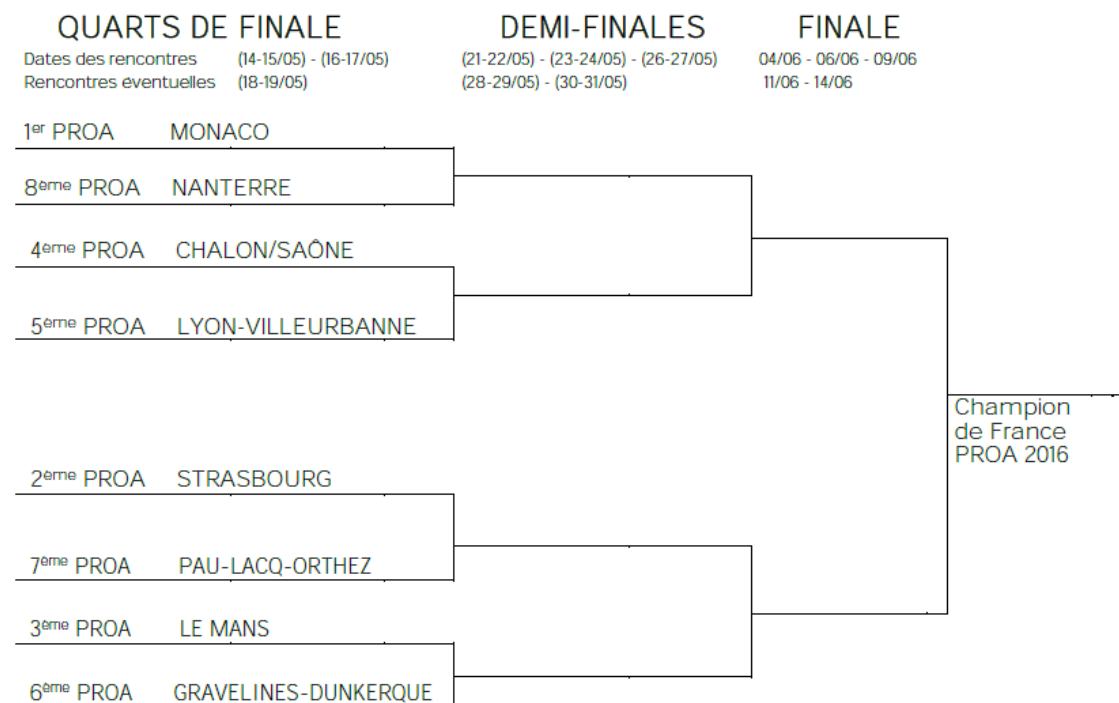 QUARTS DE FINALE DEMI-FINALES FINALE
Dates des rencontres (14-15/05) - (16-17/05) (21-22/05) - (23-24/05) - (26-27/05) 04/06 - 06/06 - 09/06
Rencontres éventuelles (18-19/05) (28-29/05) - (30-31/05) 11/06 - 14/06
1er PROA MONACO
8ème PROA NANTERRE
4ème PROA CHALON/SAÔNE
5ème PROA LYON-VILLEURBANNE
Champion
de France
PROA 2016
2ème PROA STRASBOURG
7ème PROA PAU-LACQ-ORTHEZ
3ème PROA LE MANS
6ème PROA GRAVELINES-DUNKERQUE